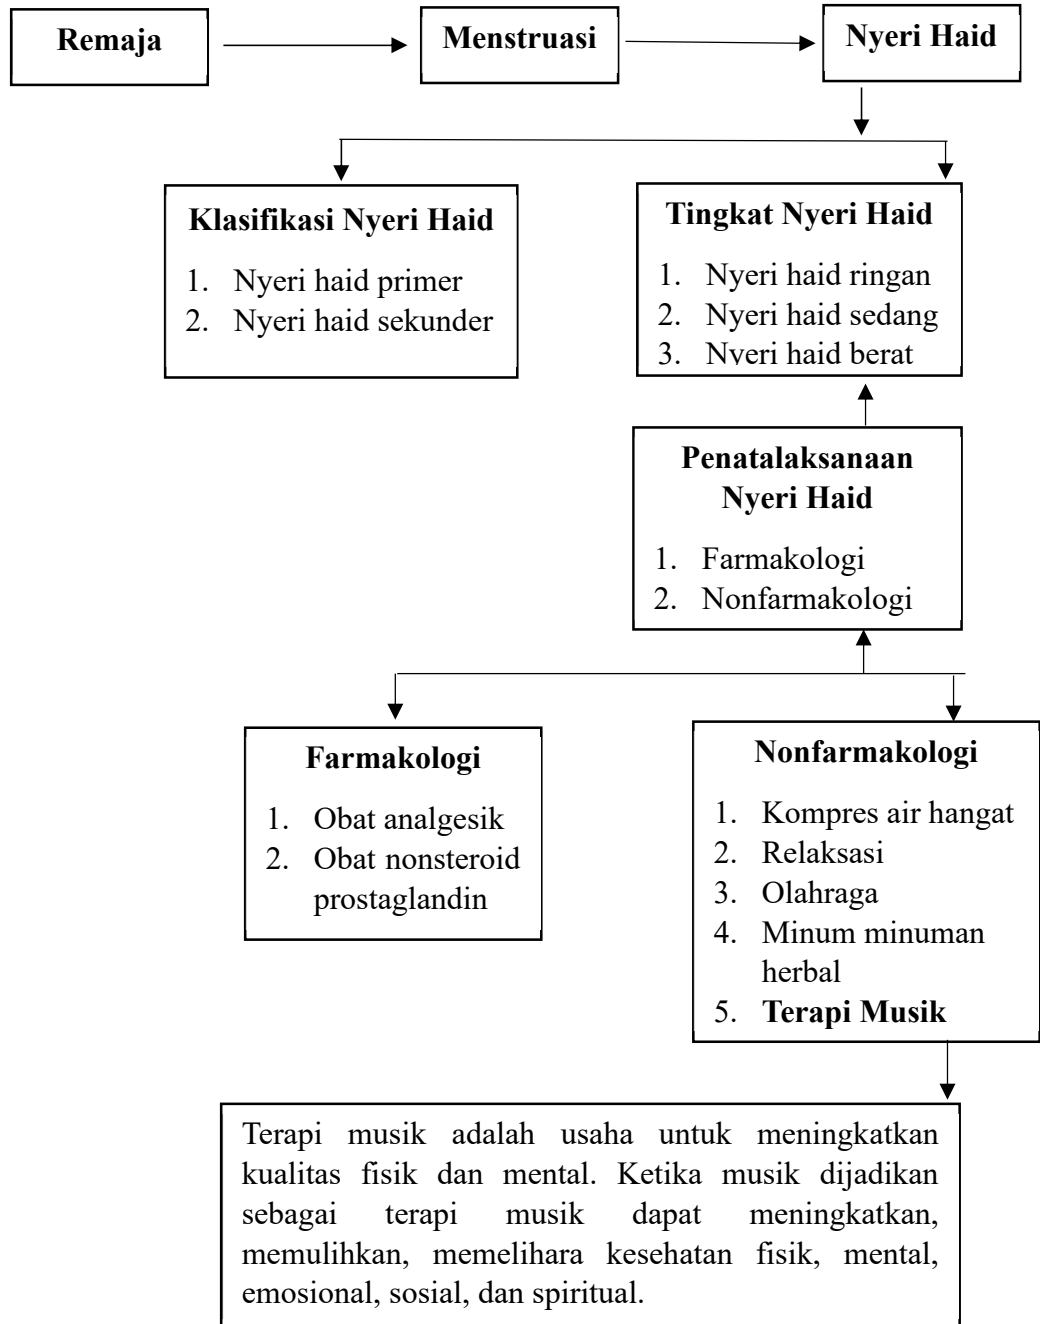 Remaja
Menstruasi
Nyeri Haid
Klasifikasi Nyeri Haid
1. Nyeri haid primer
2. Nyeri haid sekunder
Tingkat Nyeri Haid
1. Nyeri haid ringan
2. Nyeri haid sedang
3. Nyeri haid berat
Penatalaksanaan
Nyeri Haid
1. Farmakologi
2. Nonfarmakologi
Farmakologi
1. Obat analgesik
2. Obat nonsteroid
prostaglandin
Nonfarmakologi
1. Kompres air hangat
2. Relaksasi
3. Olahraga
4. Minum minuman
herbal
5. Terapi Musik
Terapi musik adalah usaha untuk meningkatkan
kualitas fisik dan mental. Ketika musik dijadikan
sebagai terapi musik dapat meningkatkan,
memulihkan, memelihara kesehatan fisik, mental,
emosional, sosial, dan spiritual.